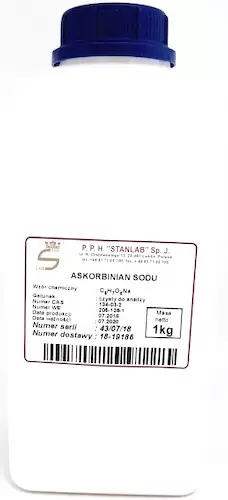 S
P. P. H. "STANLAB" Sp. J.
ASKORBINIAN SODU
Wzór chemiczny : C₆H₇O₆Na
Gatunek : czysty do analizy
Numer CAS : 134-03-2
Numer WE : 205-126-1
Data produkcji : 07.2018
Data ważności : 07.2020
Numer serii : 43/07/18
Numer dostawy : 18-19186
Masa
netto
1kg